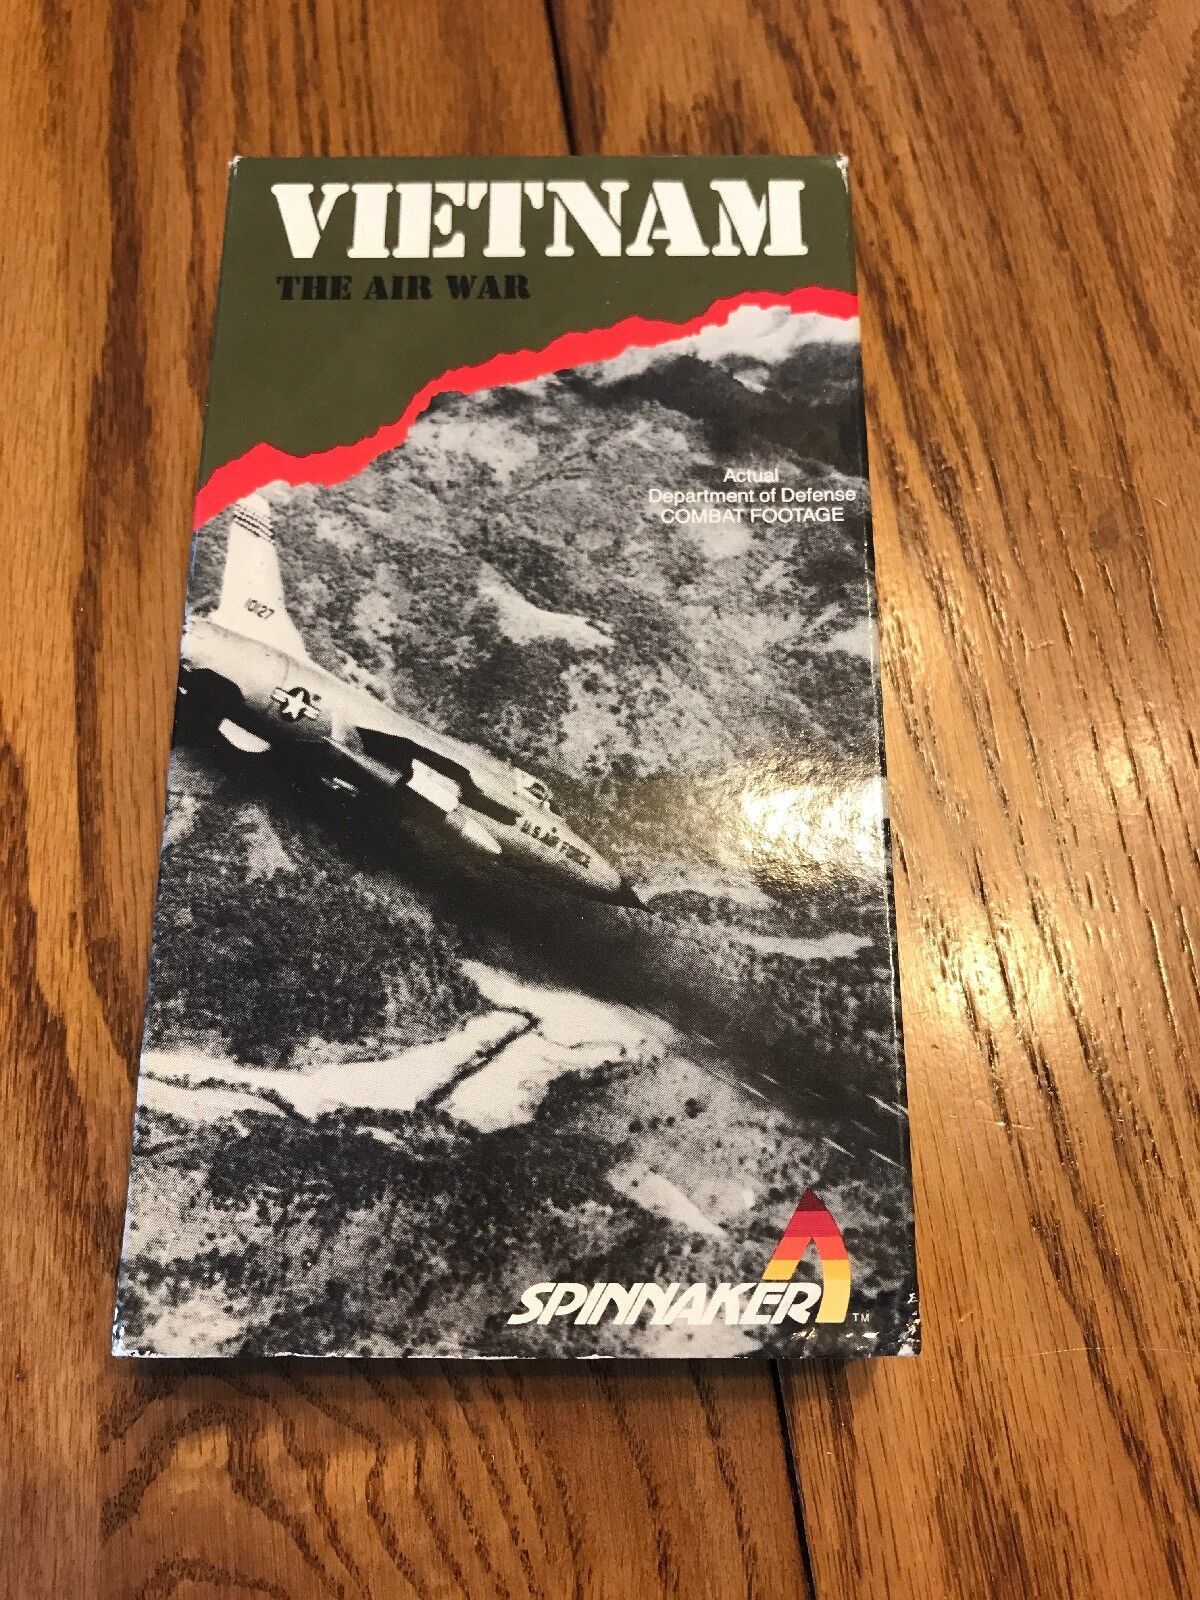 VIETNAM
THE AIR WAR
Actual
Department of Defense
COMBAT FOOTAGE
10127
U.S. AIR FORCE
SPINNAKER
TM